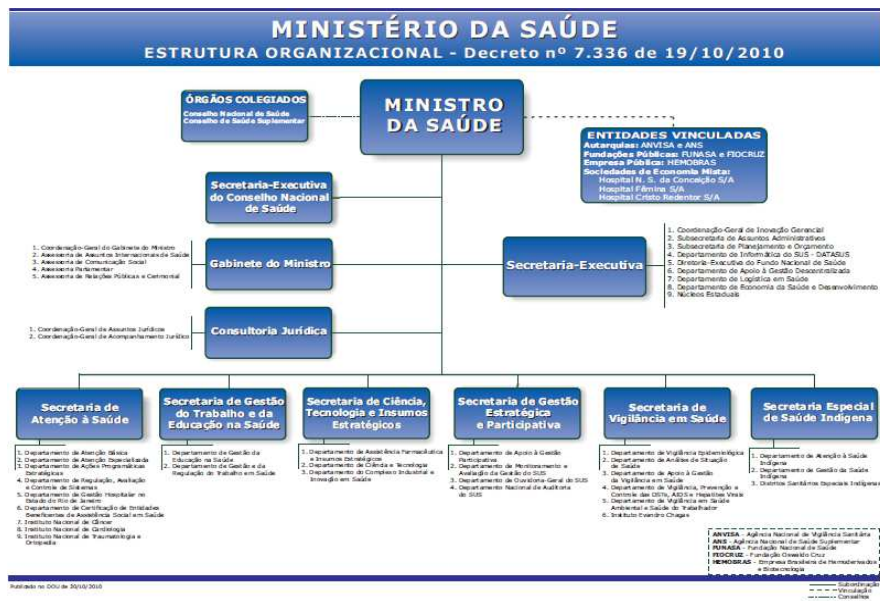 MINISTÉRIO DA SAÚDE
ESTRUTURA ORGANIZACIONAL - Decreto nº 7.336 de 19/10/2010
ÓRGÃOS COLEGIADOS
Conselho Nacional de Saúde
Conselho de Saúde Suplementar
MINISTRO
DA SAÚDE
ENTIDADES VINCULADAS
Autarquias: ANVISA e ANS
Fundações Públicas: FUNASA e FIOCRUZ
Empresa Pública: HEMOBRAS
Sociedades de Economia Mista:
Hospital N. S. da Conceição S/A
Hospital Fêmina S/A
Hospital Cristo Redentor S/A
Secretaria-Executiva
do Conselho Nacional
de Saúde
1. Coordenação-Geral do Gabinete do Ministro
2. Assessoria de Assuntos Internacionais de Saúde
3. Assessoria de Comunicação Social
4. Assessoria Parlamentar
5. Assessoria de Relações Públicas e Cerimonial
Gabinete do Ministro
Secretaria-Executiva
1. Coordenação-Geral de Inovação Gerencial
2. Subsecretaria de Assuntos Administrativos
3. Subsecretaria de Planejamento e Orçamento
4. Departamento de Informática do SUS - DATASUS
5. Diretoria-Executiva do Fundo Nacional de Saúde
6. Departamento de Apoio à Gestão Descentralizada
7. Departamento de Logística em Saúde
8. Departamento de Economia da Saúde e Desenvolvimento
9. Núcleos Estaduais
1. Coordenação-Geral de Assuntos Jurídicos
2. Coordenação-Geral de Acompanhamento Jurídico
Consultoria Jurídica
Secretaria de
Atenção à Saúde
1. Departamento de Atenção Básica
2. Departamento de Atenção Especializada
3. Departamento de Ações Programáticas
Estratégicas
4. Departamento de Regulação, Avaliação
e Controle de Sistemas
5. Departamento de Gestão Hospitalar no
Estado do Rio de Janeiro
6. Departamento de Certificação de Entidades
Beneficentes de Assistência Social em Saúde
7. Instituto Nacional de Câncer
8. Instituto Nacional de Cardiologia
9. Instituto Nacional de Traumatologia e
Ortopedia
Secretaria de Gestão
do Trabalho e da
Educação na Saúde
1. Departamento de Gestão da
Educação na Saúde
2. Departamento de Gestão e da
Regulação do Trabalho em Saúde
Secretaria de Ciência,
Tecnologia e Insumos
Estratégicos
1. Departamento de Assistência Farmacêutica
e Insumos Estratégicos
2. Departamento de Ciência e Tecnologia
3. Departamento do Complexo Industrial e
Inovação em Saúde
Secretaria de Gestão
Estratégica
e Participativa
1. Departamento de Apoio à Gestão
Participativa
2. Departamento de Monitoramento e
Avaliação da Gestão do SUS
3. Departamento de Ouvidoria-Geral do SUS
4. Departamento Nacional de Auditoria
do SUS
Secretaria de
Vigilância em Saúde
1. Departamento de Vigilância Epidemiológica
2. Departamento de Análise de Situação
de Saúde
3. Departamento de Apoio à Gestão
da Vigilância em Saúde
4. Departamento de Vigilância, Prevenção e
Controle das DSTs, AIDS e Hepatites Virais
5. Departamento de Vigilância em Saúde
Ambiental e Saúde do Trabalhador
6. Instituto Evandro Chagas
Secretaria Especial
de Saúde Indígena
1. Departamento de Atenção à Saúde
Indígena
2. Departamento de Gestão da Saúde
Indígena
3. Distritos Sanitários Especiais Indígenas
ANVISA - Agência Nacional de Vigilância Sanitária
ANS - Agência Nacional de Saúde Suplementar
FUNASA - Fundação Nacional de Saúde
FIOCRUZ - Fundação Oswaldo Cruz
HEMOBRAS - Empresa Brasileira de Hemoderivados
e Biotecnologia
Publicado no DOU de 20/10/2010
Subordinação
Vinculação
Conselhos